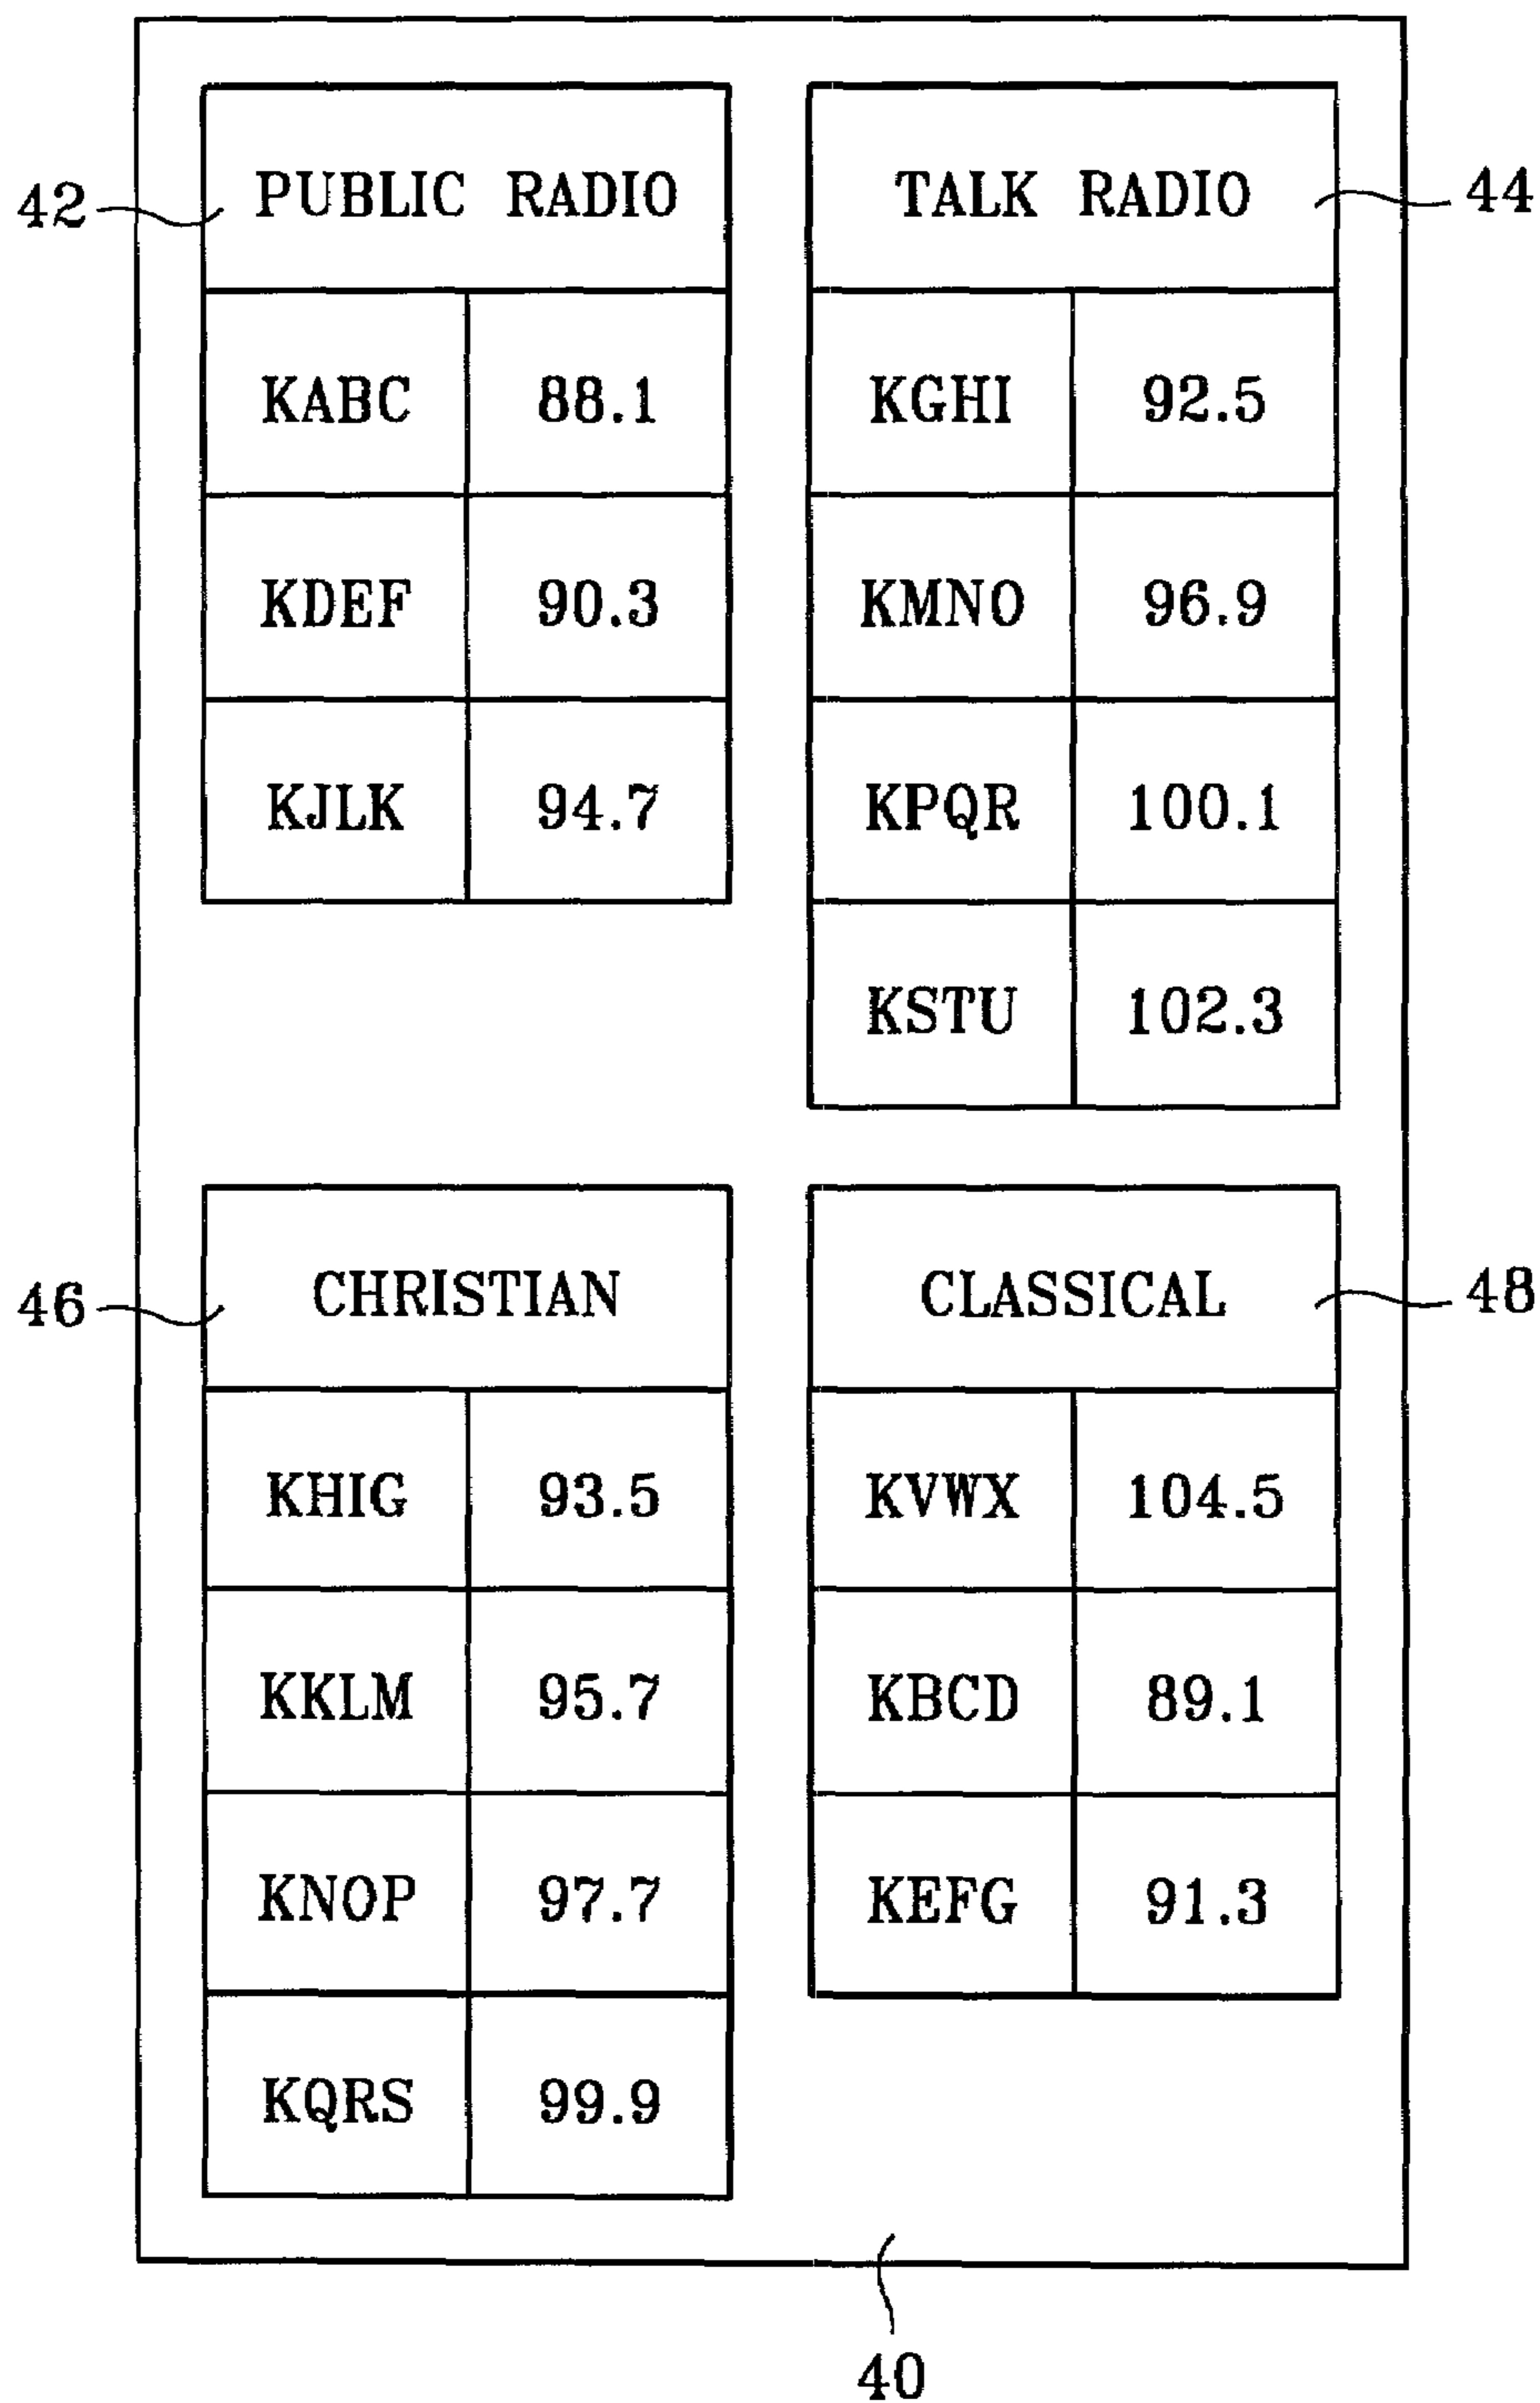 42
PUBLIC RADIO
KABC 88.1
KDEF 90.3
KJLK 94.7
TALK RADIO
44
KGHI 92.5
KMNO 96.9
KPQR 100.1
KSTU 102.3
46
CHRISTIAN
KHIG 93.5
KKLM 95.7
KNOP 97.7
KQRS 99.9
CLASSICAL
48
KVWX 104.5
KBCD 89.1
KEFG 91.3
40